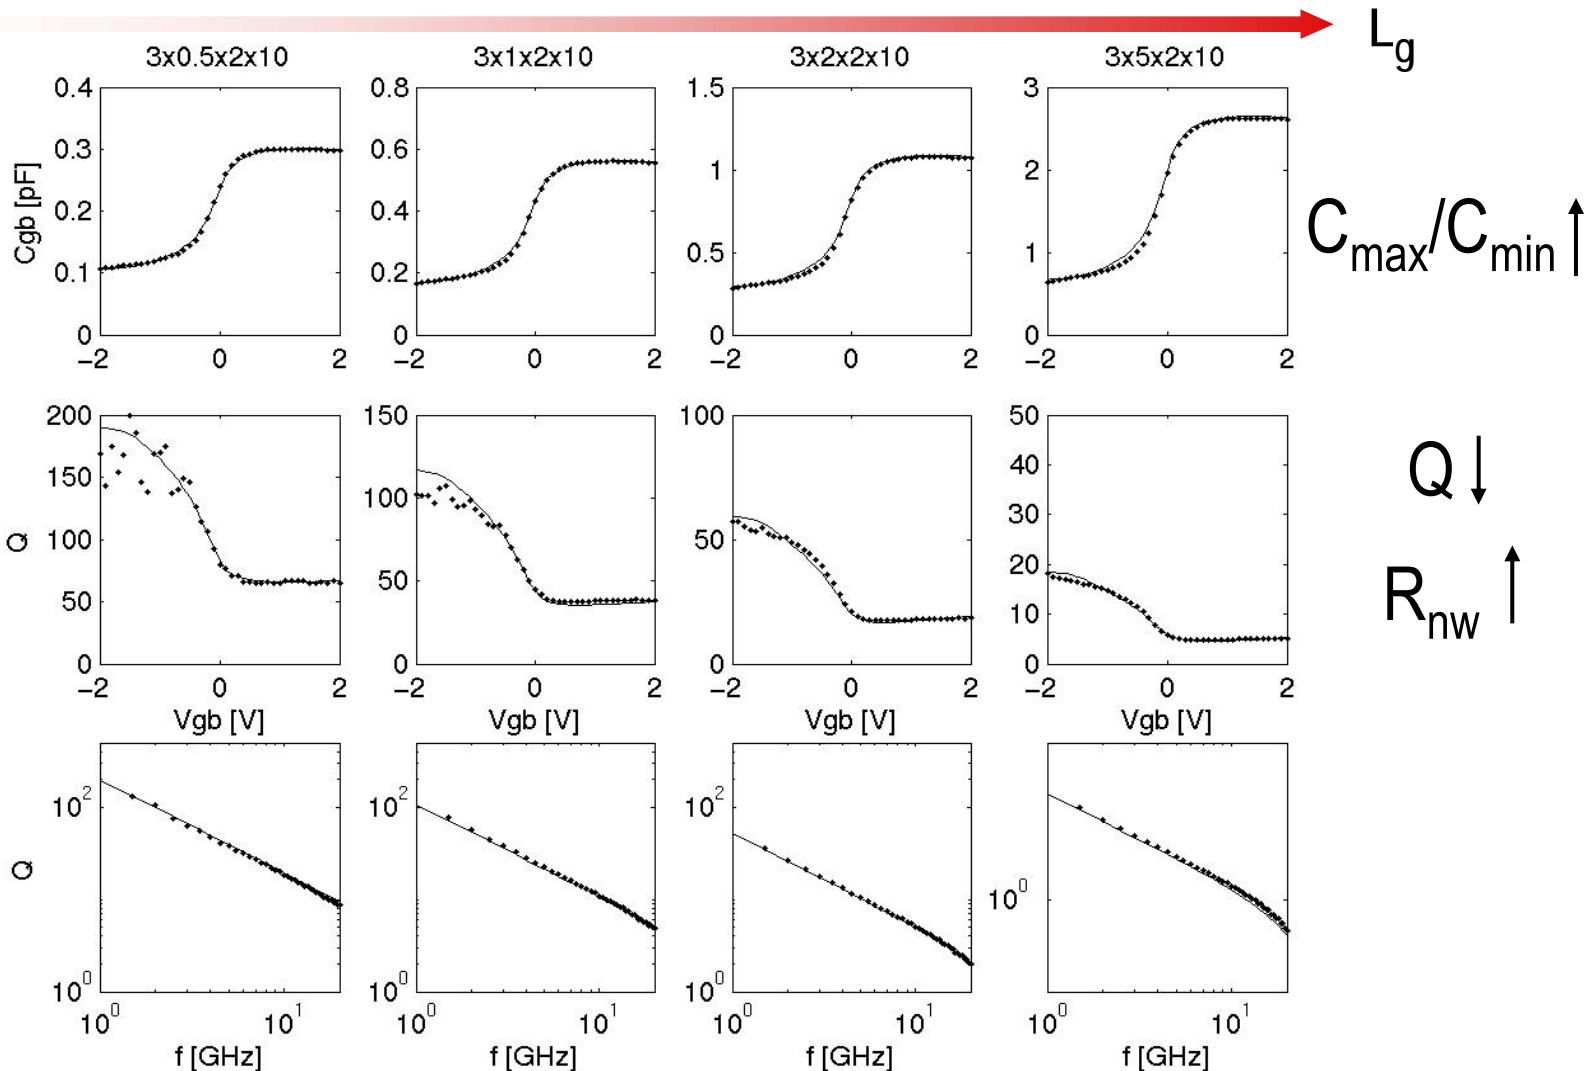 L_g
3x0.5x2x10 3x1x2x10 3x2x2x10 3x5x2x10
0.4 0.8 1.5 3
0.3 0.6 1 2
0.2 0.4 0.5 1
0.1 0.2
0 0 0 0
Cgb [pF]
−2 0 2 −2 0 2 −2 0 2 −2 0 2
C_max/C_min ↑
200 150 100 50
150 100 50 40
100 50 0 30
50 0 20
0 10
0
Q
−2 0 2 −2 0 2 −2 0 2 −2 0 2
Vgb [V] Vgb [V] Vgb [V]
Q ↓
R_nw ↑
10^2 10^2 10^2
10^0 10^0 10^0 10^0
Q
10^0 10^1 10^0 10^1 10^0 10^1 10^0 10^1
f [GHz] f [GHz] f [GHz] f [GHz]